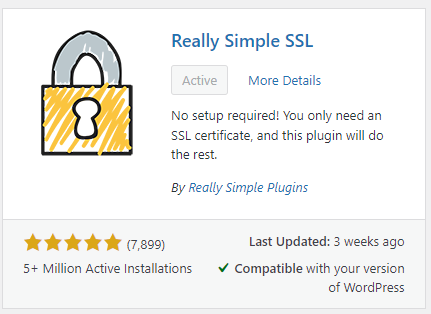 Really Simple SSL
Active
More Details
No setup required! You only need an
SSL certificate, and this plugin will do
the rest.
By Really Simple Plugins
(7,899)
5+ Million Active Installations
Last Updated: 3 weeks ago
Compatible with your version
of WordPress